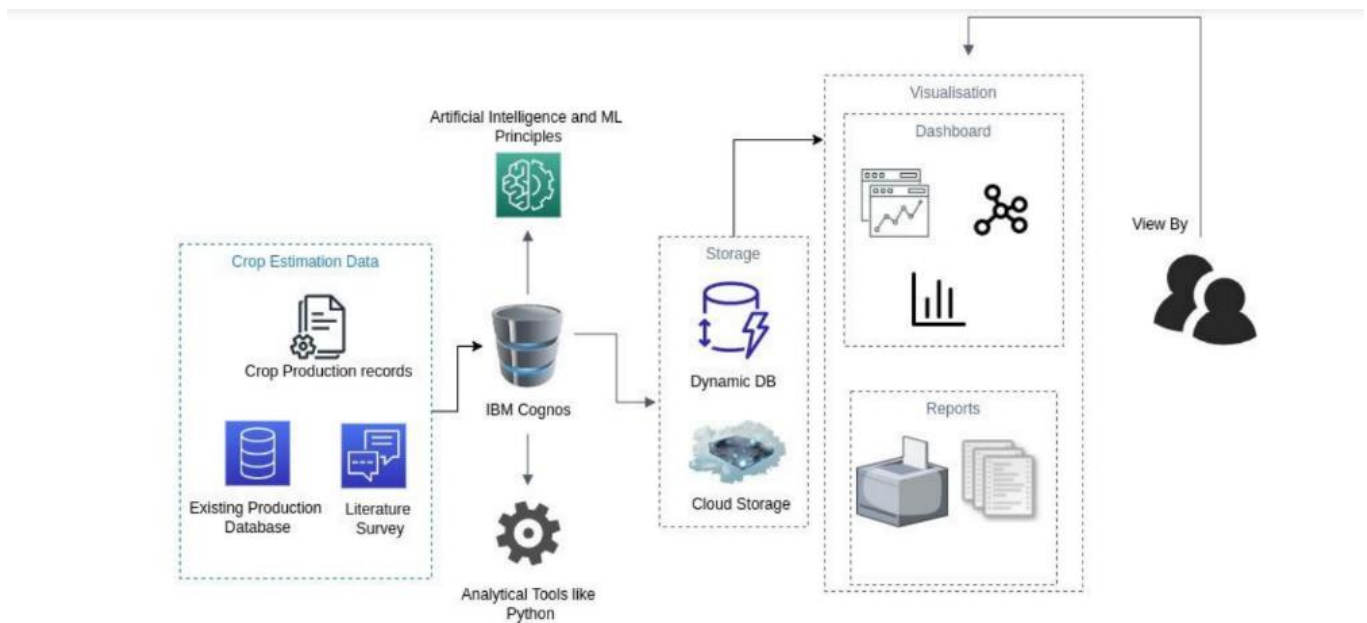 Artificial Intelligence and ML
Principles
Crop Estimation Data
Crop Production records
Existing Production
Database
Literature
Survey
IBM Cognos
Analytical Tools like
Python
Storage
Dynamic DB
Cloud Storage
Visualisation
Dashboard
Reports
View By